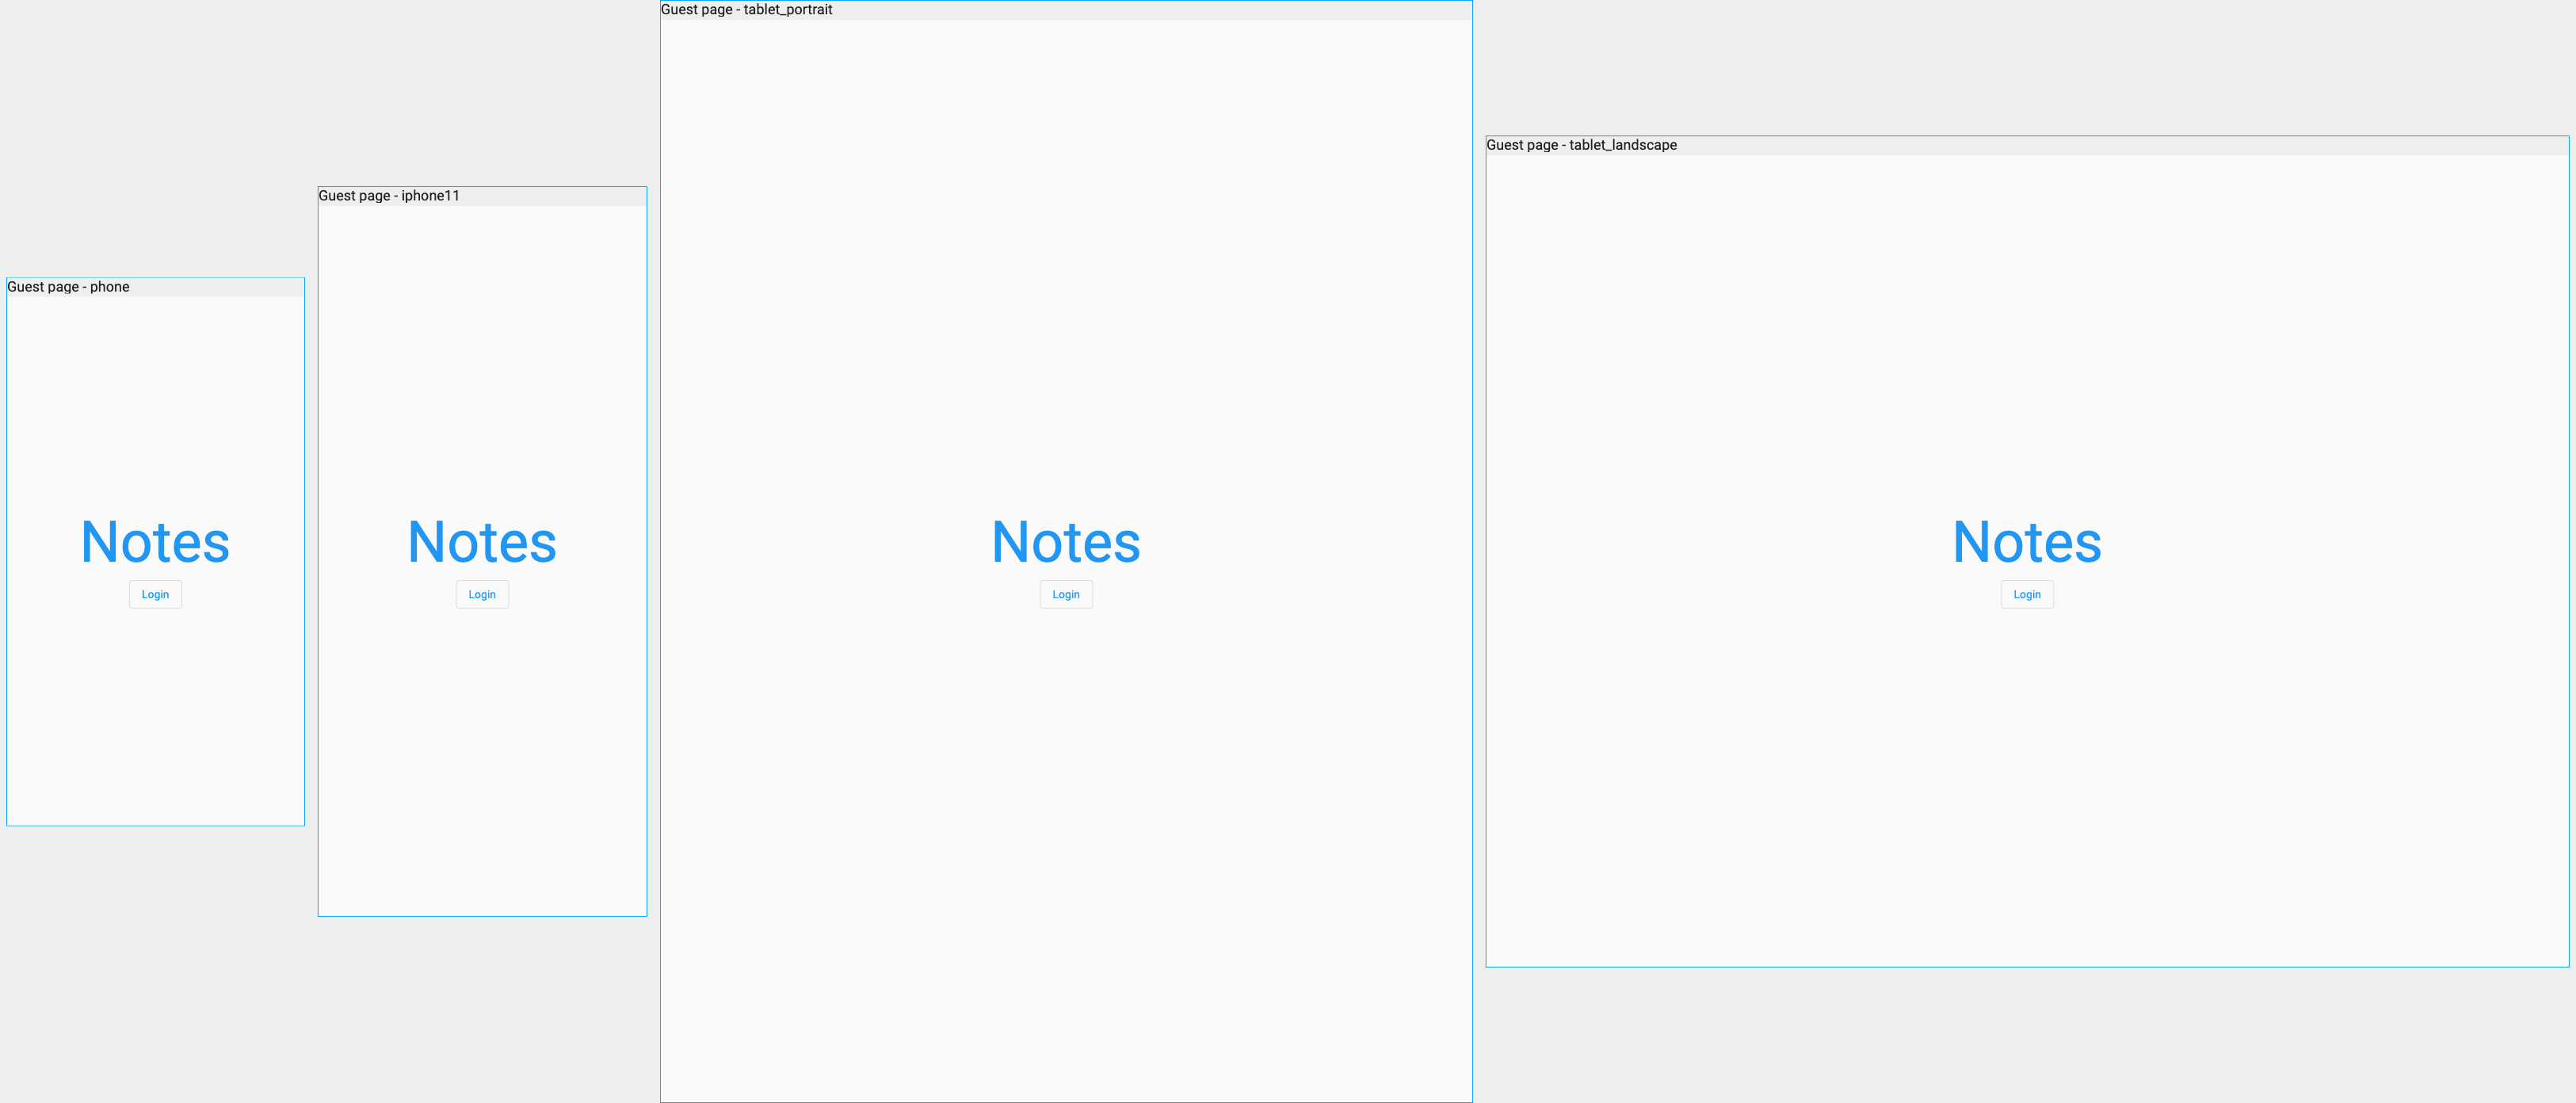 Guest page - phone
Notes
Login
Guest page - iphone11
Notes
Login
Guest page - tablet_portrait
Notes
Login
Guest page - tablet_landscape
Notes
Login